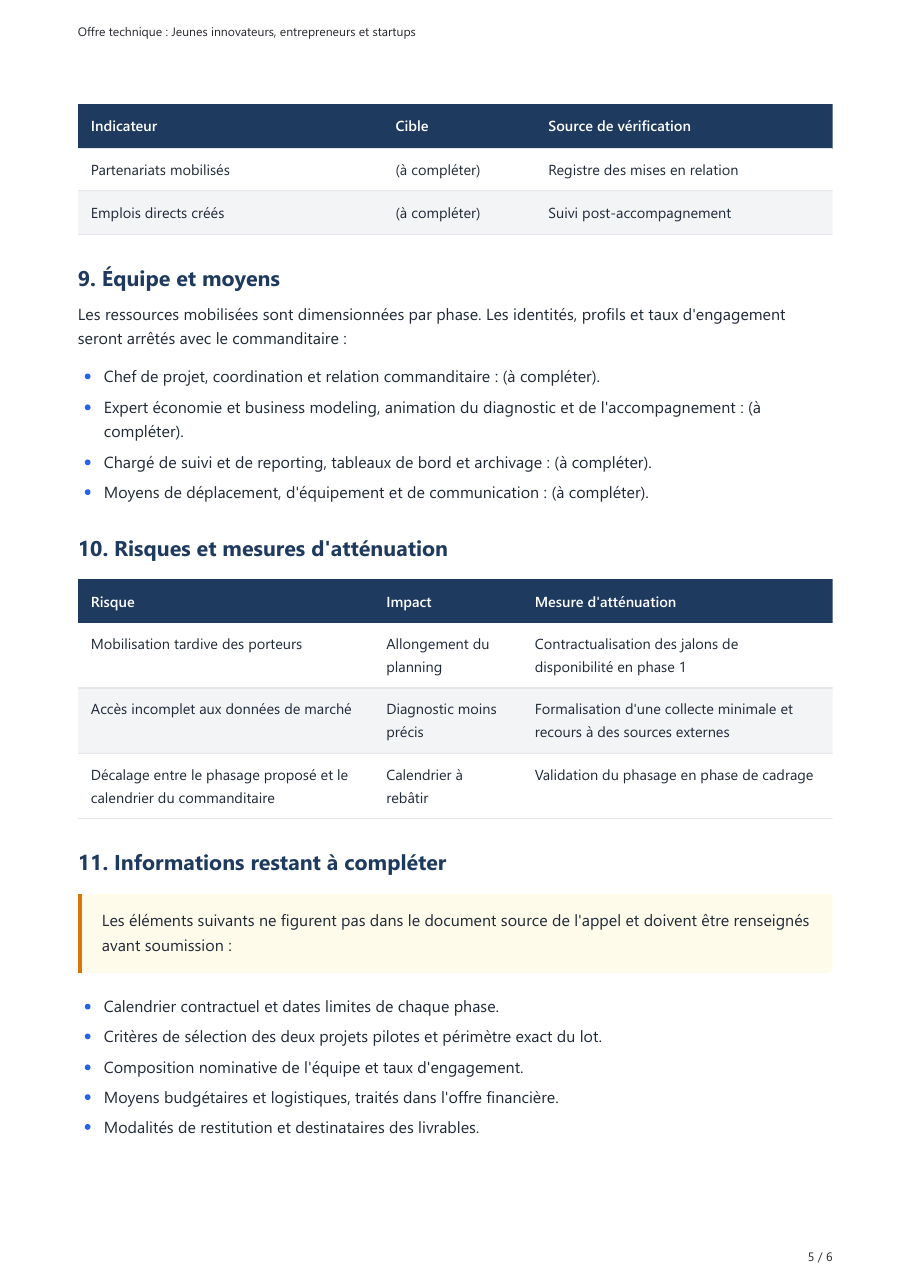 Offre technique : Jeunes innovateurs, entrepreneurs et startups
Indicateur Cible Source de vérification
Partenariats mobilisés (à compléter) Registre des mises en relation
Emplois directs créés (à compléter) Suivi post-accompagnement
9. Équipe et moyens
Les ressources mobilisées sont dimensionnées par phase. Les identités, profils et taux d'engagement
seront arrêtés avec le commanditaire :
• Chef de projet, coordination et relation commanditaire : (à compléter).
• Expert économie et business modeling, animation du diagnostic et de l'accompagnement : (à
compléter).
• Chargé de suivi et de reporting, tableaux de bord et archivage : (à compléter).
• Moyens de déplacement, d'équipement et de communication : (à compléter).
10. Risques et mesures d'atténuation
Risque Impact Mesure d'atténuation
Mobilisation tardive des porteurs Allongement du Contractualisation des jalons de
planning disponibilité en phase 1
Accès incomplet aux données de marché Diagnostic moins Formalisation d'une collecte minimale et
précis recours à des sources externes
Décalage entre le phasage proposé et le Calendrier à Validation du phasage en phase de cadrage
calendrier du commanditaire rebâtir
11. Informations restant à compléter
Les éléments suivants ne figurent pas dans le document source de l'appel et doivent être renseignés
avant soumission :
• Calendrier contractuel et dates limites de chaque phase.
• Critères de sélection des deux projets pilotes et périmètre exact du lot.
• Composition nominative de l'équipe et taux d'engagement.
• Moyens budgétaires et logistiques, traités dans l'offre financière.
• Modalités de restitution et destinataires des livrables.
5 / 6